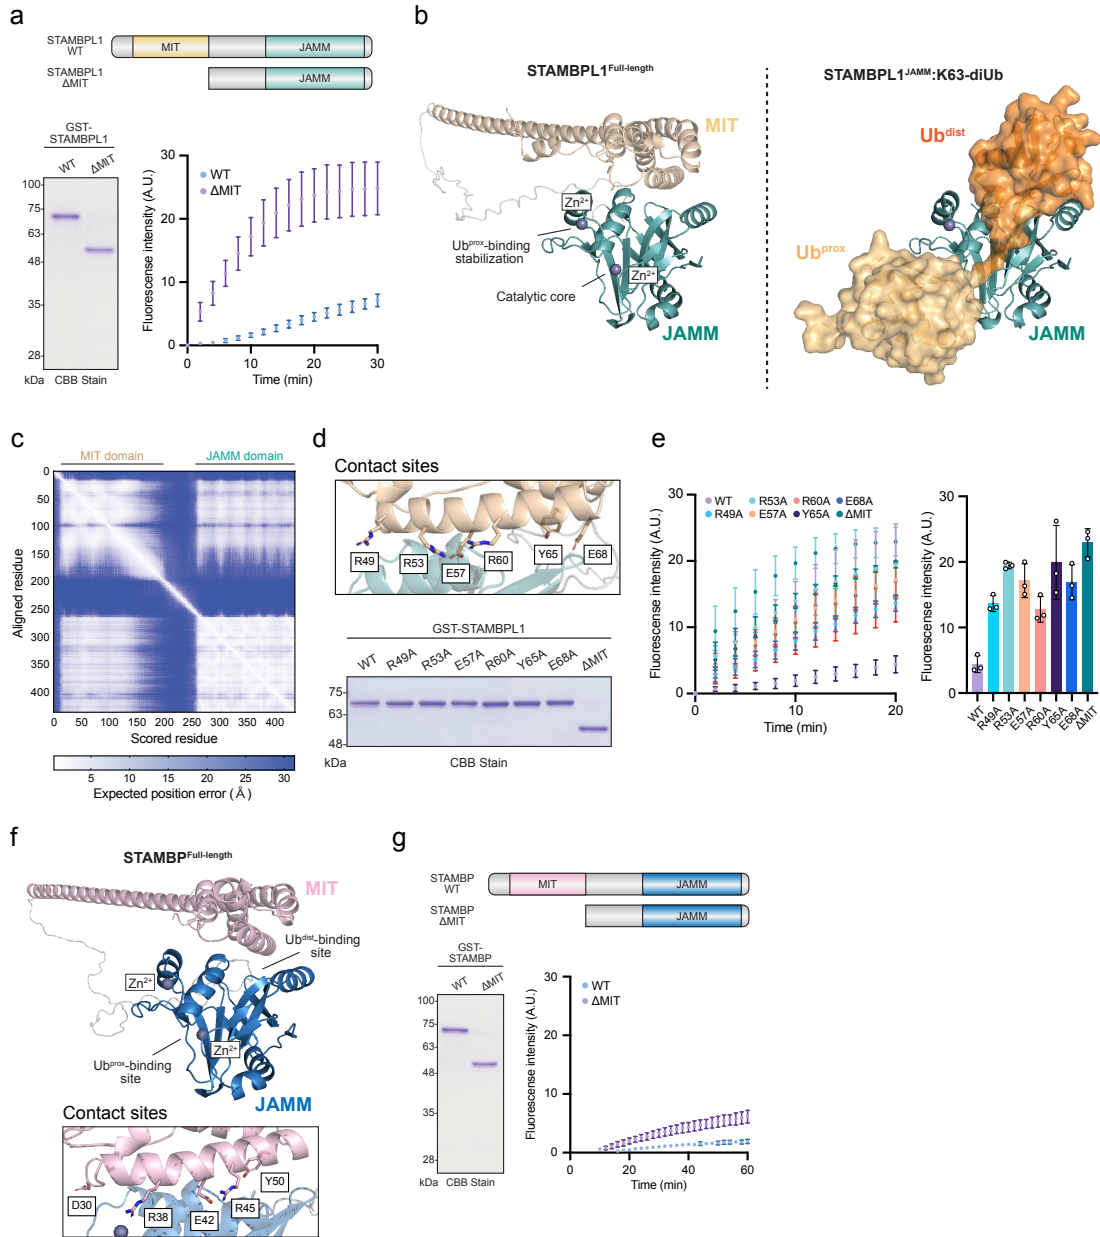 a
STAMBPL1
WT
MIT
JAMM
STAMBPL1
ΔMIT
JAMM
GST-
STAMBPL1
WT
ΔMIT
100
75
63
48
35
28
kDa
CBB Stain
Fluorescense intensity (A.U.)
30
20
10
0
WT
ΔMIT
0
10
20
30
Time (min)
b
STAMBPL1Full-length
MIT
Zn2+
Ubprox-binding
stabilization
Zn2+
Catalytic core
JAMM
STAMBPL1JAMM:K63-diUb
Ubdist
Ubprox
JAMM
c
MIT domain
JAMM domain
Aligned residue
0
50
100
150
200
250
300
350
400
0
50
100
150
200
250
300
350
400
Scored residue
5
10
15
20
25
30
Expected position error (Å)
d
Contact sites
R49
R53
E57
R60
Y65
E68
GST-STAMBPL1
WT
R49A
R53A
E57A
R60A
Y65A
E68A
ΔMIT
75
63
48
kDa
CBB Stain
e
Fluorescense intensity (A.U.)
30
20
10
0
WT
R53A
R60A
E68A
R49A
E57A
Y65A
ΔMIT
0
10
20
Time (min)
Fluorescense intensity (A.U.)
30
20
10
0
WT
R49A
R53A
E57A
R60A
Y65A
E68A
ΔMIT
f
STAMBPFull-length
MIT
Ubdist-binding
site
Zn2+
Zn2+
Ubprox-binding
site
JAMM
Contact sites
D30
R38
E42
R45
Y50
g
STAMBP
WT
MIT
JAMM
STAMBP
ΔMIT
JAMM
GST-
STAMBP
WT
ΔMIT
100
75
63
48
35
28
kDa
CBB Stain
Fluorescense intensity (A.U.)
30
20
10
0
WT
ΔMIT
0
20
40
60
Time (min)